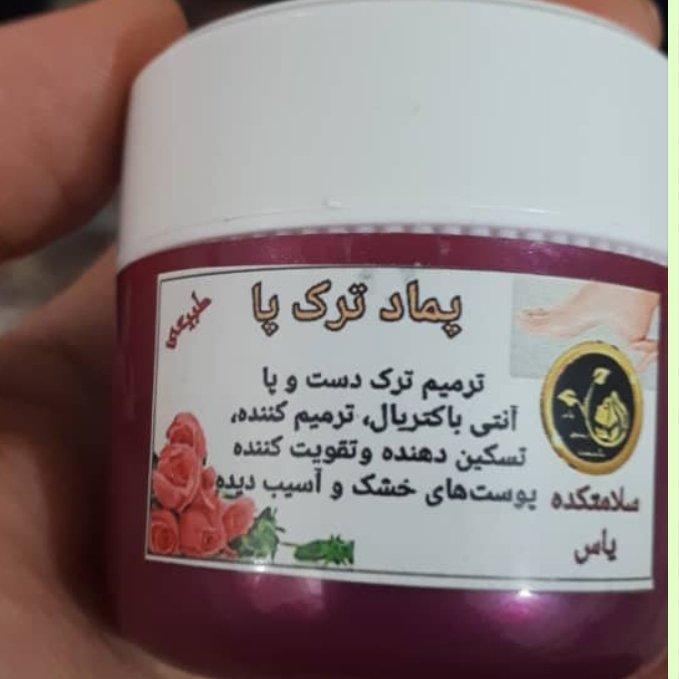 طبیعی
پماد ترک پا
ترمیم ترک دست و پا
آنتی باکتریال، ترمیم کننده،
تسکین دهنده وتقویت کننده
پوست‌های خشک و آسیب دیده
سلامتکده
یاس